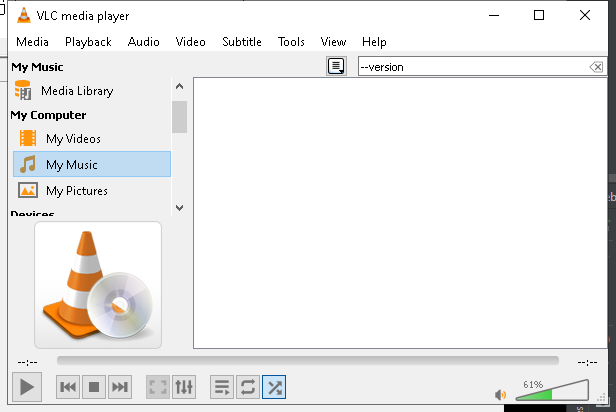 VLC media player
Media Playback Audio Video Subtitle Tools View Help
My Music
--version
Media Library
My Computer
My Videos
My Music
My Pictures
Devices
--:-- --:--
61%